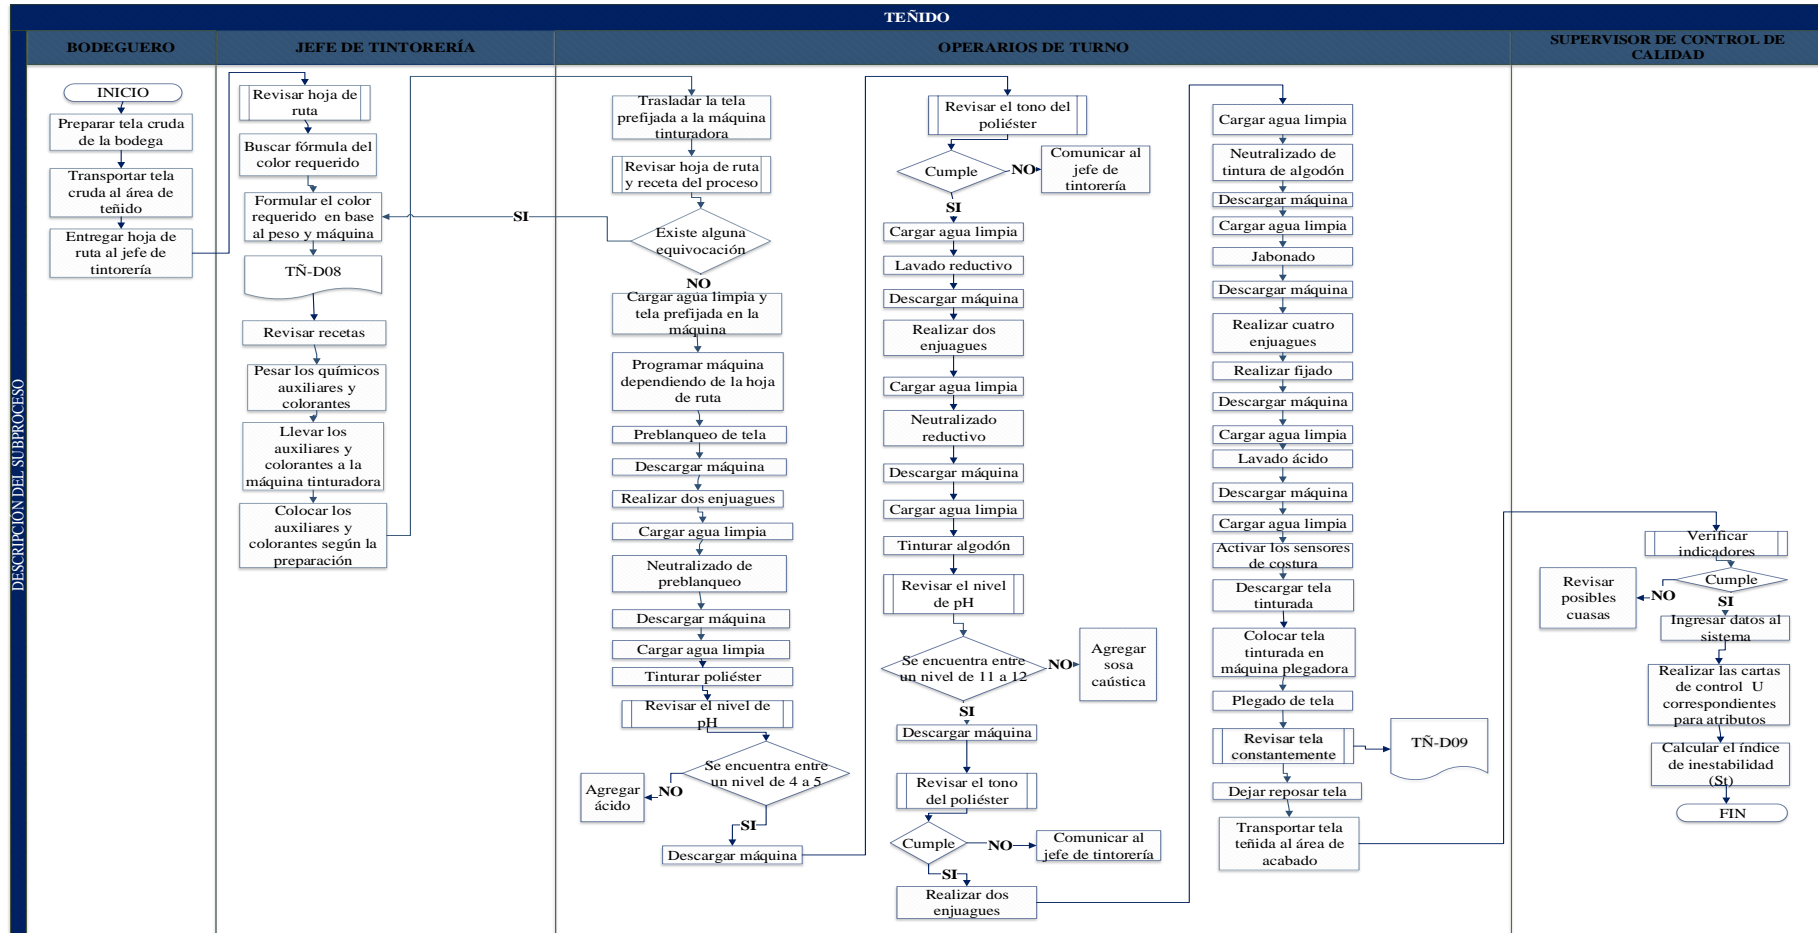 TEÑIDO
DESCRIPCIÓN DEL SUBPROCESO
BODEGUERO
JEFE DE TINTORERÍA
OPERARIOS DE TURNO
SUPERVISOR DE CONTROL DE
CALIDAD
INICIO
Preparar tela cruda
de la bodega
Transportar tela
cruda al área de
teñido
Entregar hoja de
ruta al jefe de
tintorería
Revisar hoja de
ruta
Buscar fórmula del
color requerido
Formular el color
requerido en base
al peso y máquina
TÑ-D08
Revisar recetas
Pesar los químicos
auxiliares y
colorantes
Llevar los
auxiliares y
colorantes a la
máquina tinturadora
Colocar los
auxiliares y
colorantes según la
preparación
Trasladar la tela
prefijada a la máquina
tinturadora
Revisar hoja de ruta
y receta del proceso
Existe alguna
equivocación
SI
NO
Cargar agua limpia y
tela prefijada en la
máquina
Programar máquina
dependiendo de la hoja
de ruta
Preblanqueo de tela
Descargar máquina
Realizar dos enjuagues
Cargar agua limpia
Neutralizado de
preblanqueo
Descargar máquina
Cargar agua limpia
Tinturar poliéster
Revisar el nivel de
pH
Se encuentra entre
un nivel de 4 a 5
NO
Agregar
ácido
SI
Descargar máquina
Revisar el tono del
poliéster
Cumple
NO
Comunicar al
jefe de
tintorería
SI
Cargar agua limpia
Lavado reductivo
Descargar máquina
Realizar dos
enjuagues
Cargar agua limpia
Neutralizado
reductivo
Descargar máquina
Cargar agua limpia
Tinturar algodón
Revisar el nivel
de pH
Se encuentra entre
un nivel de 11 a 12
NO
Agregar
sosa
caústica
SI
Descargar máquina
Revisar el tono
del poliéster
Cumple
NO
Comunicar al
jefe de tintorería
SI
Realizar dos
enjuagues
Cargar agua limpia
Neutralizado de
tintura de algodón
Descargar máquina
Cargar agua limpia
Jabonado
Descargar máquina
Realizar cuatro
enjuagues
Realizar fijado
Descargar máquina
Cargar agua limpia
Lavado ácido
Descargar máquina
Cargar agua limpia
Activar los sensores
de costura
Descargar tela
tinturada
Colocar tela
tinturada en
máquina plegadora
Plegado de tela
Revisar tela
constantemente
TÑ-D09
Dejar reposar tela
Transportar tela
teñida al área de
acabado
Verificar
indicadores
Cumple
NO
Revisar
posibles
cuasas
SI
Ingresar datos al
sistema
Realizar las cartas
de control U
correspondientes
para atributos
Calcular el índice
de inestabilidad
(St)
FIN